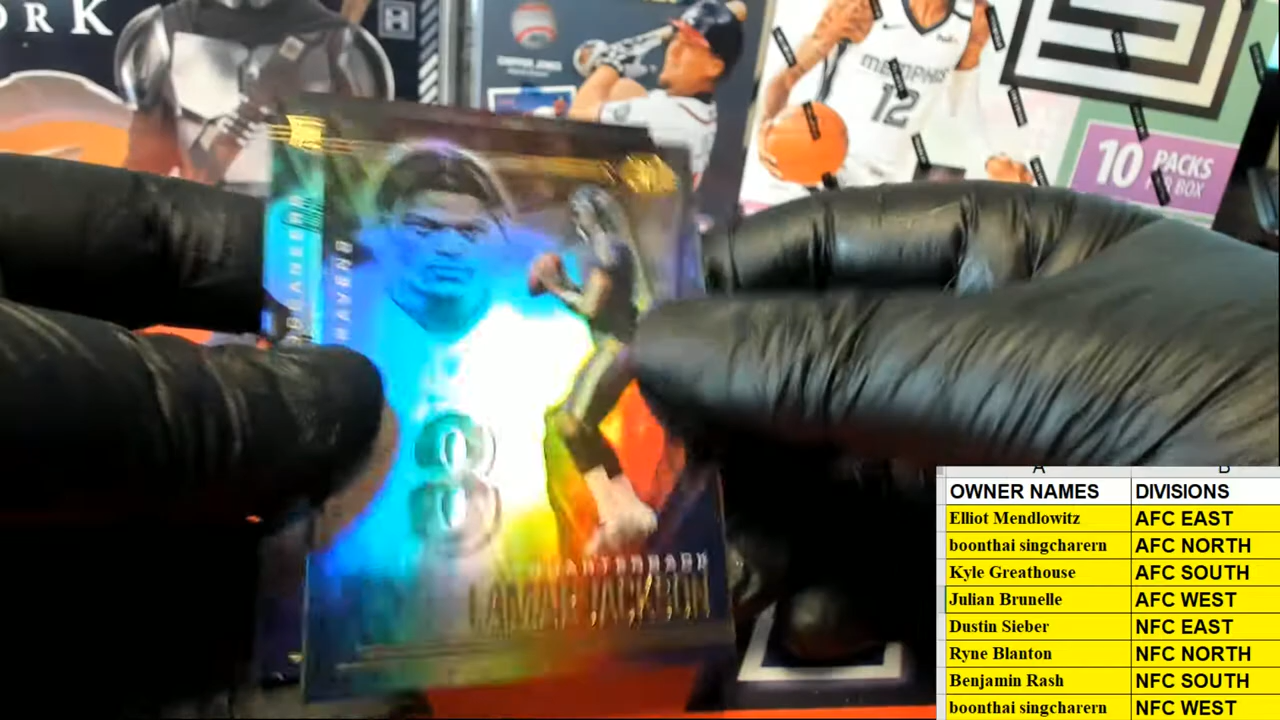 ORK
H
MEMPHIS
12
10 PACKS
PER BOX
RAVENS
8
QUARTERBACK
LAMAR JACKSON
A B
OWNER NAMES DIVISIONS
Elliot Mendlowitz AFC EAST
boonthai singcharern AFC NORTH
Kyle Greathouse AFC SOUTH
Julian Brunelle AFC WEST
Dustin Sieber NFC EAST
Ryne Blanton NFC NORTH
Benjamin Rash NFC SOUTH
boonthai singcharern NFC WEST